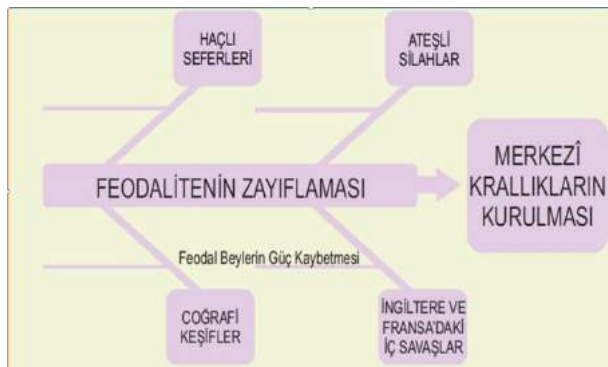 HAÇLI
SEFERLERİ
ATEŞLİ
SİLAHLAR
FEODALİTENİN ZAYIFLAMASI
MERKEZÎ
KRALLIKLARIN
KURULMASI
Feodal Beylerin Güç Kaybetmesi
COĞRAFİ
KEŞİFLER
İNGİLTERE VE
FRANSA'DAKİ
İÇ SAVAŞLAR